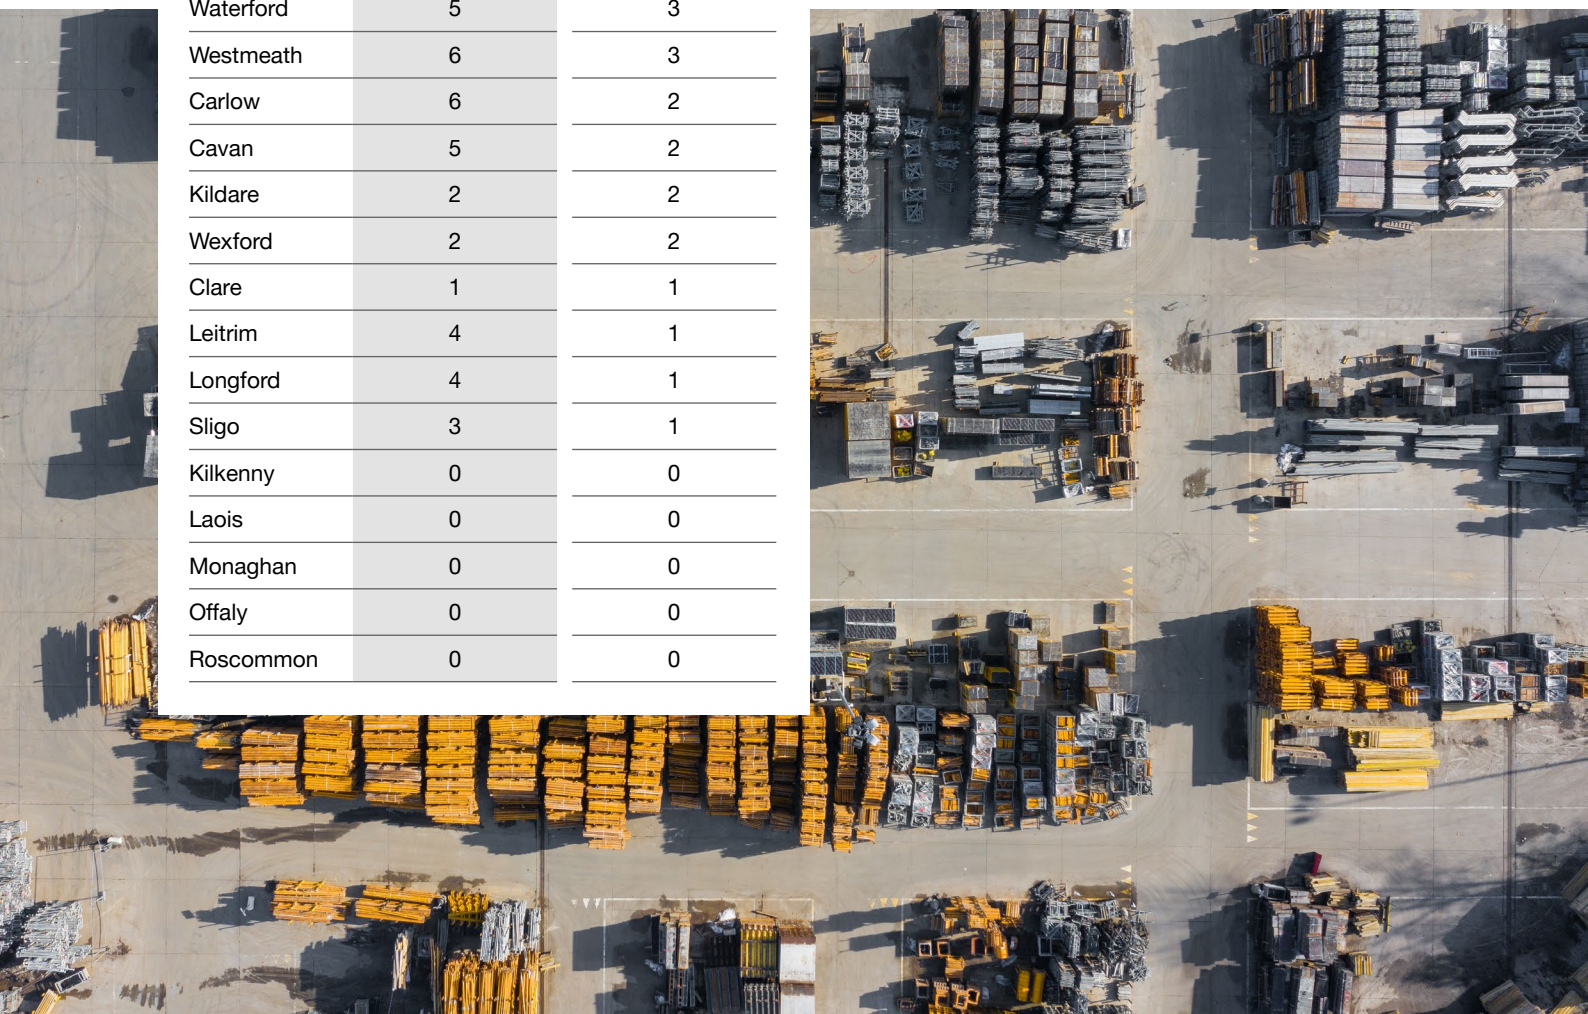 Waterford 5 3
Westmeath 6 3
Carlow 6 2
Cavan 5 2
Kildare 2 2
Wexford 2 2
Clare 1 1
Leitrim 4 1
Longford 4 1
Sligo 3 1
Kilkenny 0 0
Laois 0 0
Monaghan 0 0
Offaly 0 0
Roscommon 0 0